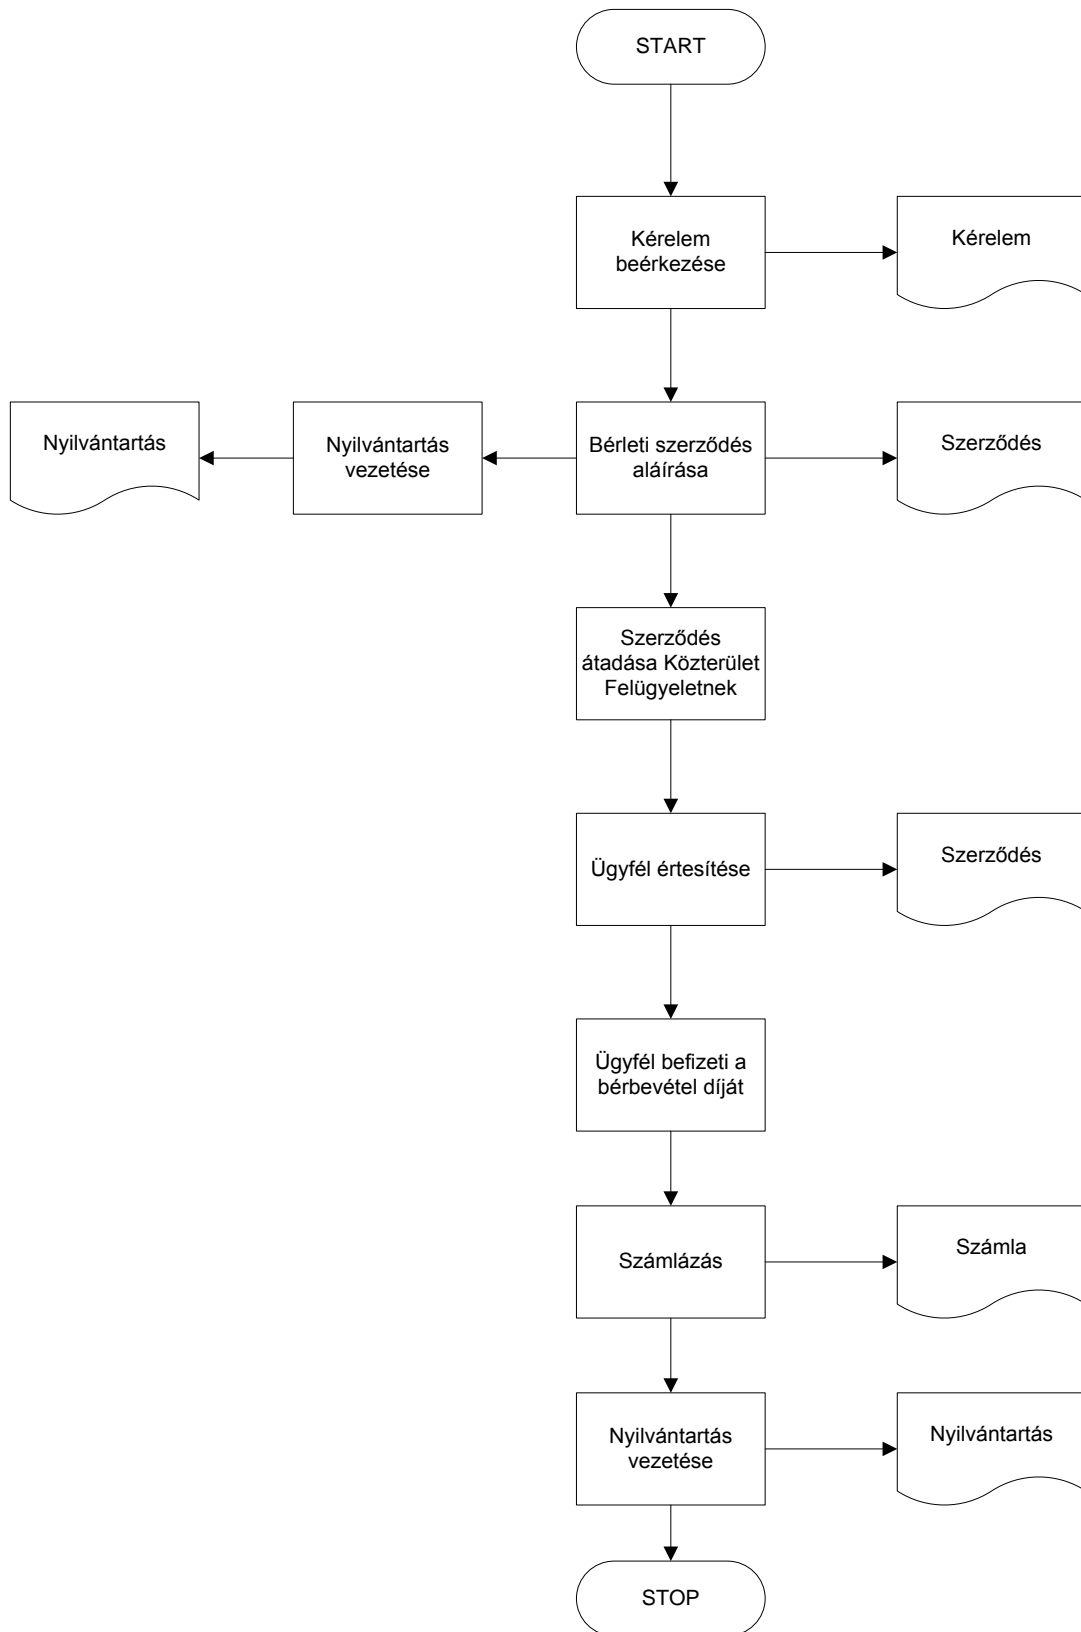 START
Kérelem
beérkezése
Kérelem
Nyilvántartás
Nyilvántartás
vezetése
Bérleti szerződés
aláírása
Szerződés
Szerződés
átadása Közterület
Felügyeletnek
Ügyfél értesítése
Szerződés
Ügyfél befizeti a
bérbevétel díját
Számlázás
Számla
Nyilvántartás
vezetése
Nyilvántartás
STOP